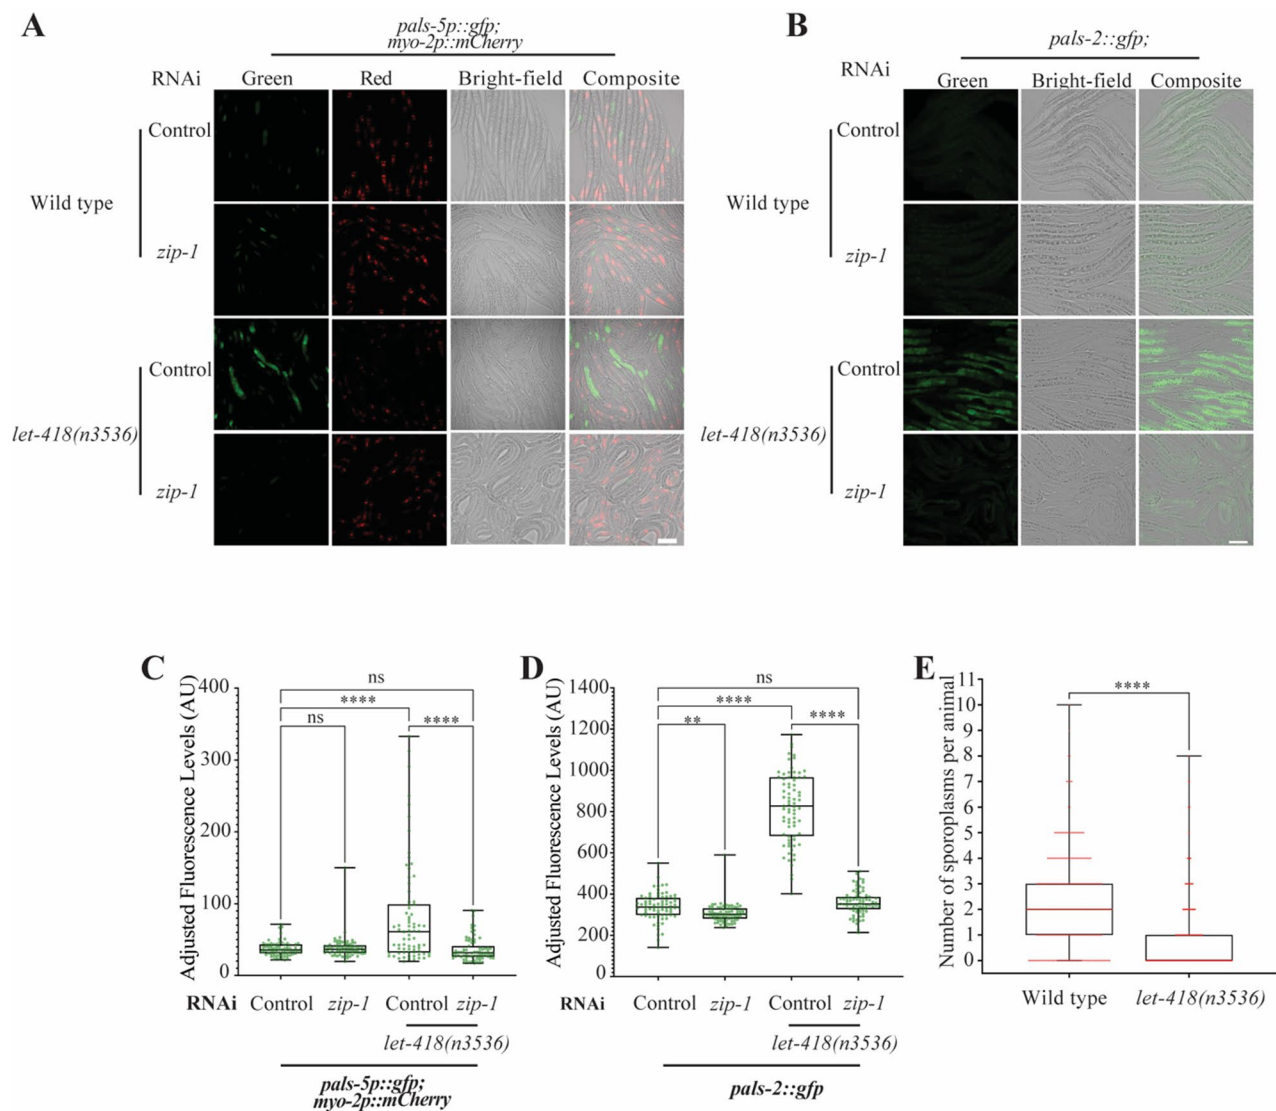 A
pals-5p::gfp;
myo-2p::mCherry
RNAi
Green Red Bright-field Composite
Control
Wild type
zip-1
Control
let-418(n3536)
zip-1
B
pals-2::gfp;
RNAi
Green Bright-field Composite
Control
Wild type
zip-1
Control
let-418(n3536)
zip-1
C
Adjusted Fluorescence Levels (AU)
400
300
200
100
0
ns
****
ns ****
RNAi Control zip-1 Control zip-1
let-418(n3536)
pals-5p::gfp;
myo-2p::mCherry
D
Adjusted Fluorescence Levels (AU)
1400
1200
1000
800
600
400
200
0
ns
****
** ****
RNAi Control zip-1 Control zip-1
let-418(n3536)
pals-2::gfp
E
Number of sporoplasms per animal
11
10
9
8
7
6
5
4
3
2
1
0
****
Wild type let-418(n3536)